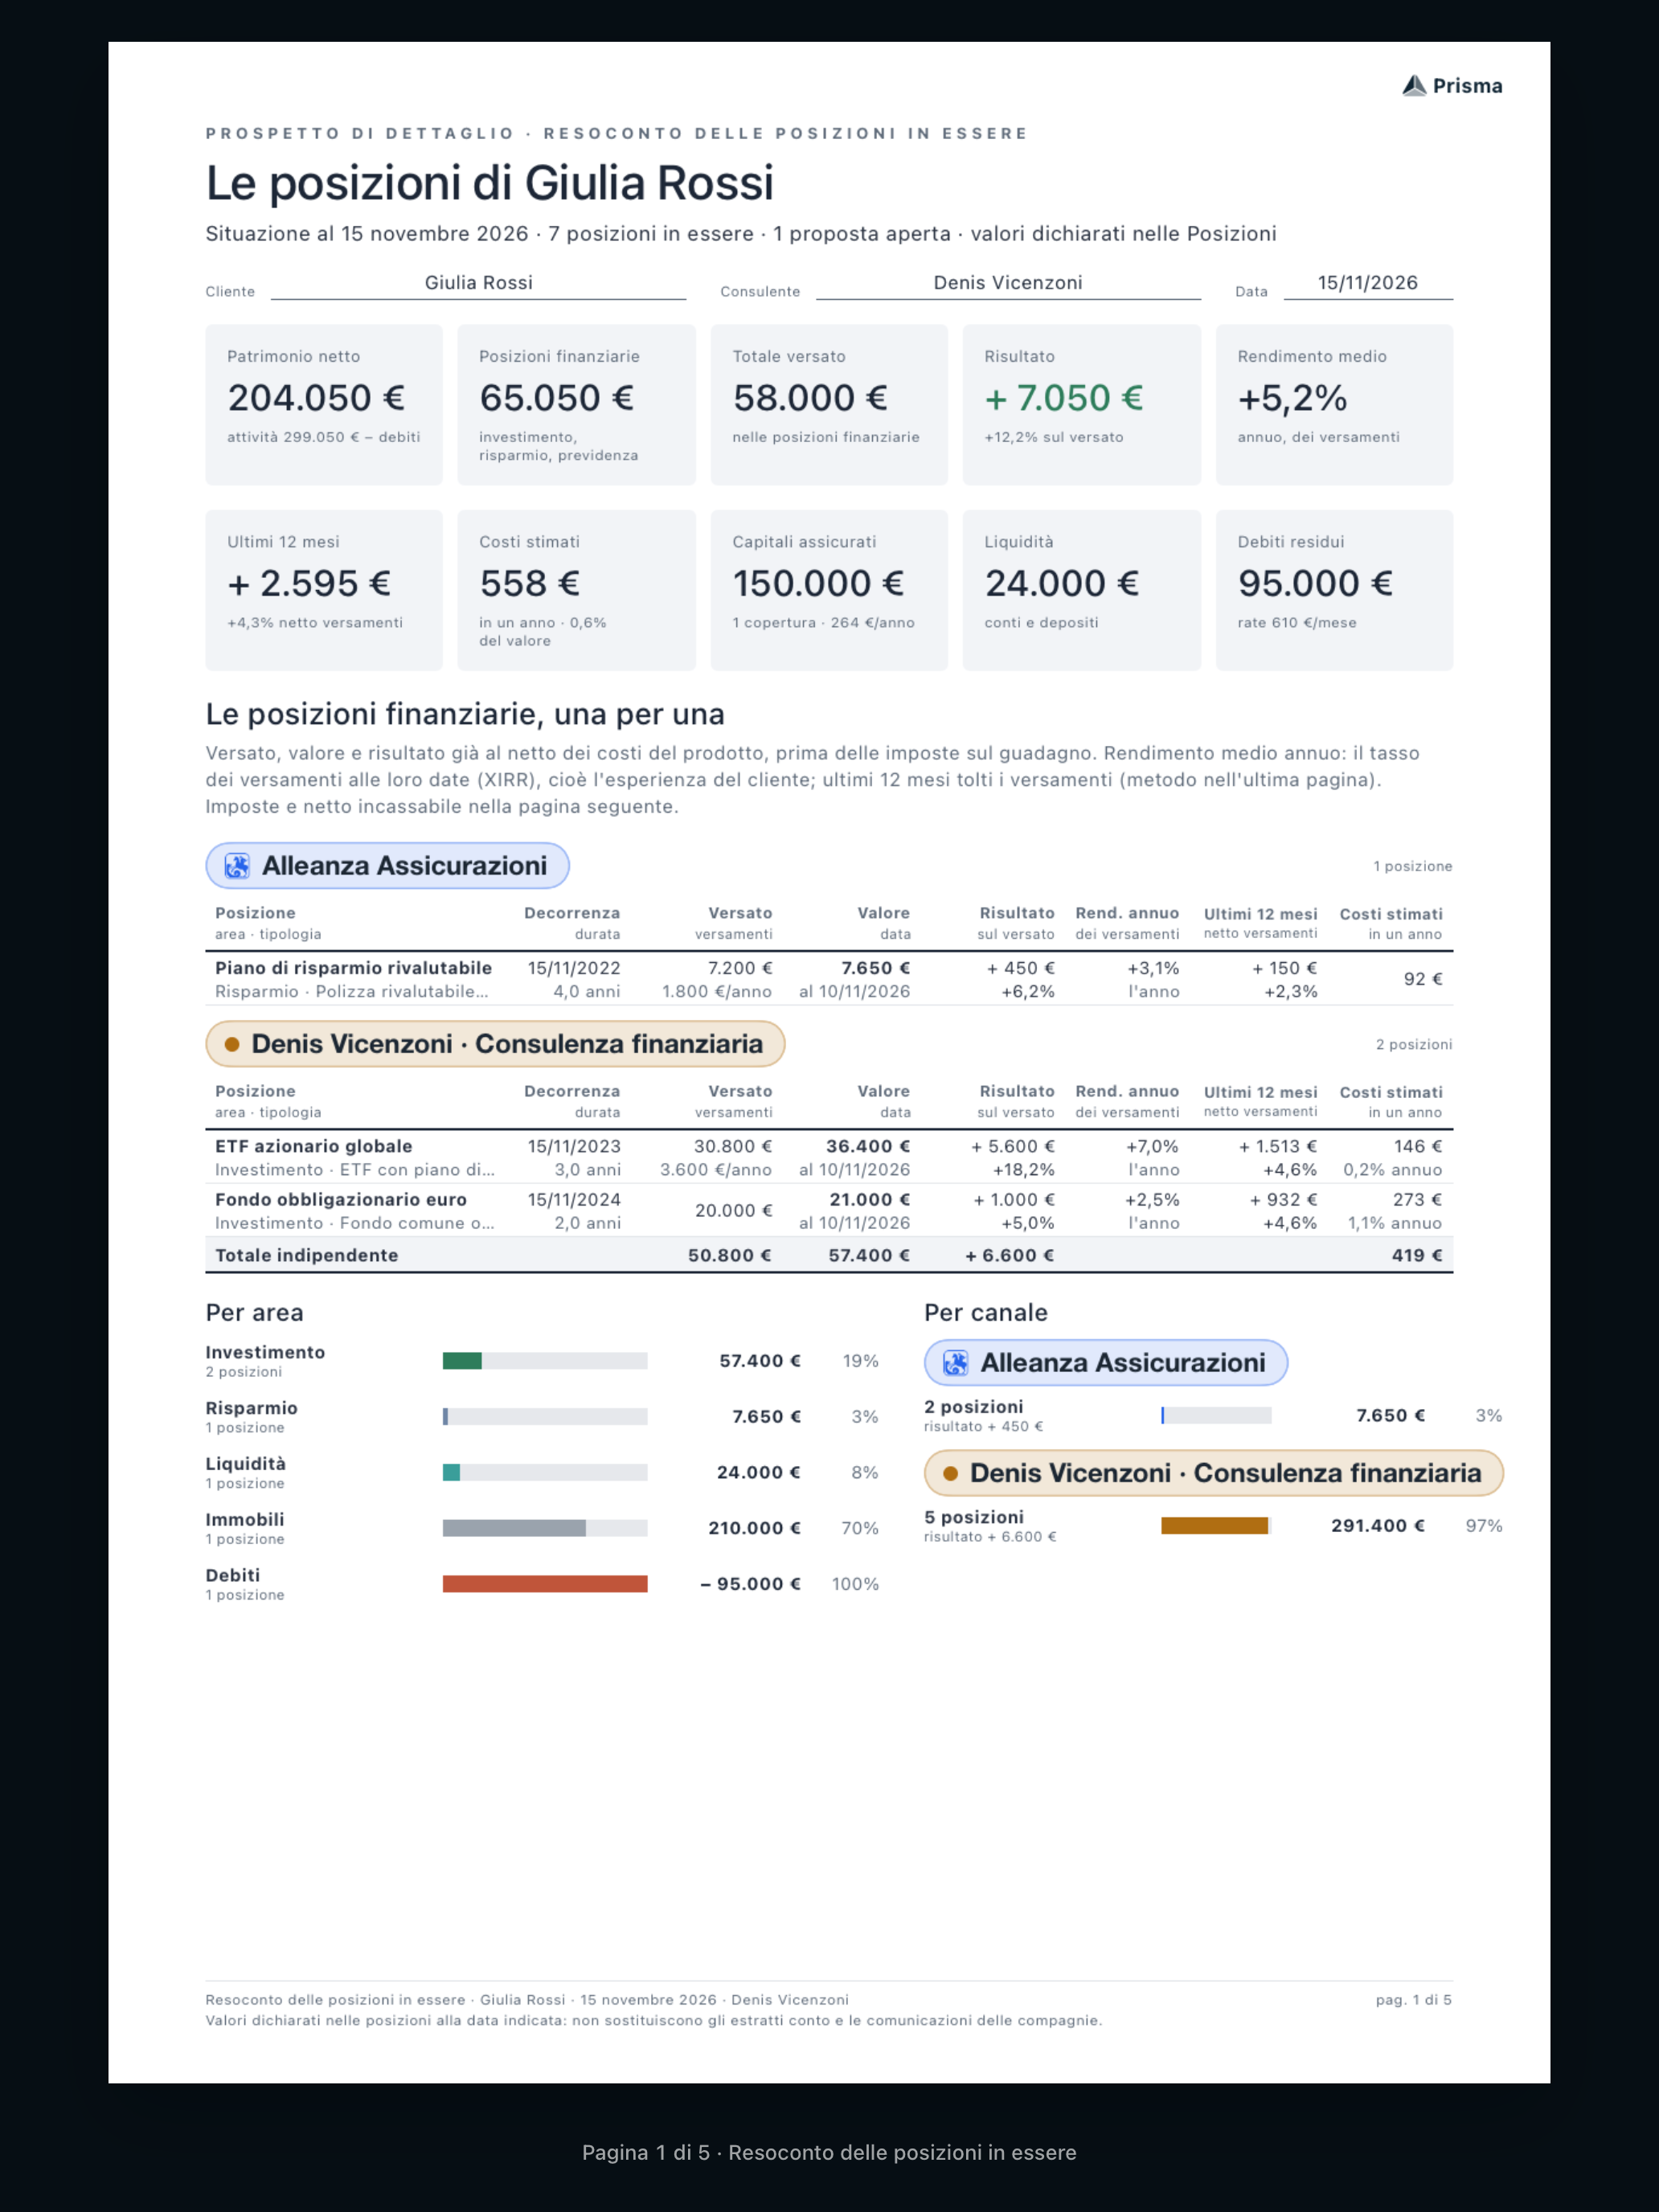 Prisma
PROSPETTO DI DETTAGLIO · RESOCONTO DELLE POSIZIONI IN ESSERE
Le posizioni di Giulia Rossi
Situazione al 15 novembre 2026 · 7 posizioni in essere · 1 proposta aperta · valori dichiarati nelle Posizioni
Cliente Giulia Rossi Consulente Denis Vicenzoni Data 15/11/2026
Patrimonio netto
204.050 €
attività 299.050 € – debiti
Posizioni finanziarie
65.050 €
investimento,
risparmio, previdenza
Totale versato
58.000 €
nelle posizioni finanziarie
Risultato
+ 7.050 €
+12,2% sul versato
Rendimento medio
+5,2%
annuo, dei versamenti
Ultimi 12 mesi
+ 2.595 €
+4,3% netto versamenti
Costi stimati
558 €
in un anno · 0,6%
del valore
Capitali assicurati
150.000 €
1 copertura · 264 €/anno
Liquidità
24.000 €
conti e depositi
Debiti residui
95.000 €
rate 610 €/mese
Le posizioni finanziarie, una per una
Versato, valore e risultato già al netto dei costi del prodotto, prima delle imposte sul guadagno. Rendimento medio annuo: il tasso
dei versamenti alle loro date (XIRR), cioè l'esperienza del cliente; ultimi 12 mesi tolti i versamenti (metodo nell'ultima pagina).
Imposte e netto incassabile nella pagina seguente.
Alleanza Assicurazioni 1 posizione
Posizione Decorrenza Versato Valore Risultato Rend. annuo Ultimi 12 mesi Costi stimati
area · tipologia durata versamenti data sul versato dei versamenti netto versamenti in un anno
Piano di risparmio rivalutabile 15/11/2022 7.200 € 7.650 € + 450 € +3,1% + 150 € 92 €
Risparmio · Polizza rivalutabile... 4,0 anni 1.800 €/anno al 10/11/2026 +6,2% l'anno +2,3%
Denis Vicenzoni · Consulenza finanziaria 2 posizioni
Posizione Decorrenza Versato Valore Risultato Rend. annuo Ultimi 12 mesi Costi stimati
area · tipologia durata versamenti data sul versato dei versamenti netto versamenti in un anno
ETF azionario globale 15/11/2023 30.800 € 36.400 € + 5.600 € +7,0% + 1.513 € 146 €
Investimento · ETF con piano di... 3,0 anni 3.600 €/anno al 10/11/2026 +18,2% l'anno +4,6% 0,2% annuo
Fondo obbligazionario euro 15/11/2024 20.000 € 21.000 € + 1.000 € +2,5% + 932 € 273 €
Investimento · Fondo comune o... 2,0 anni al 10/11/2026 +5,0% l'anno +4,6% 1,1% annuo
Totale indipendente 50.800 € 57.400 € + 6.600 € 419 €
Per area
Investimento 57.400 € 19%
2 posizioni
Risparmio 7.650 € 3%
1 posizione
Liquidità 24.000 € 8%
1 posizione
Immobili 210.000 € 70%
1 posizione
Debiti – 95.000 € 100%
1 posizione
Per canale
Alleanza Assicurazioni
2 posizioni 7.650 € 3%
risultato + 450 €
Denis Vicenzoni · Consulenza finanziaria
5 posizioni 291.400 € 97%
risultato + 6.600 €
Resoconto delle posizioni in essere · Giulia Rossi · 15 novembre 2026 · Denis Vicenzoni pag. 1 di 5
Valori dichiarati nelle posizioni alla data indicata: non sostituiscono gli estratti conto e le comunicazioni delle compagnie.
Pagina 1 di 5 · Resoconto delle posizioni in essere